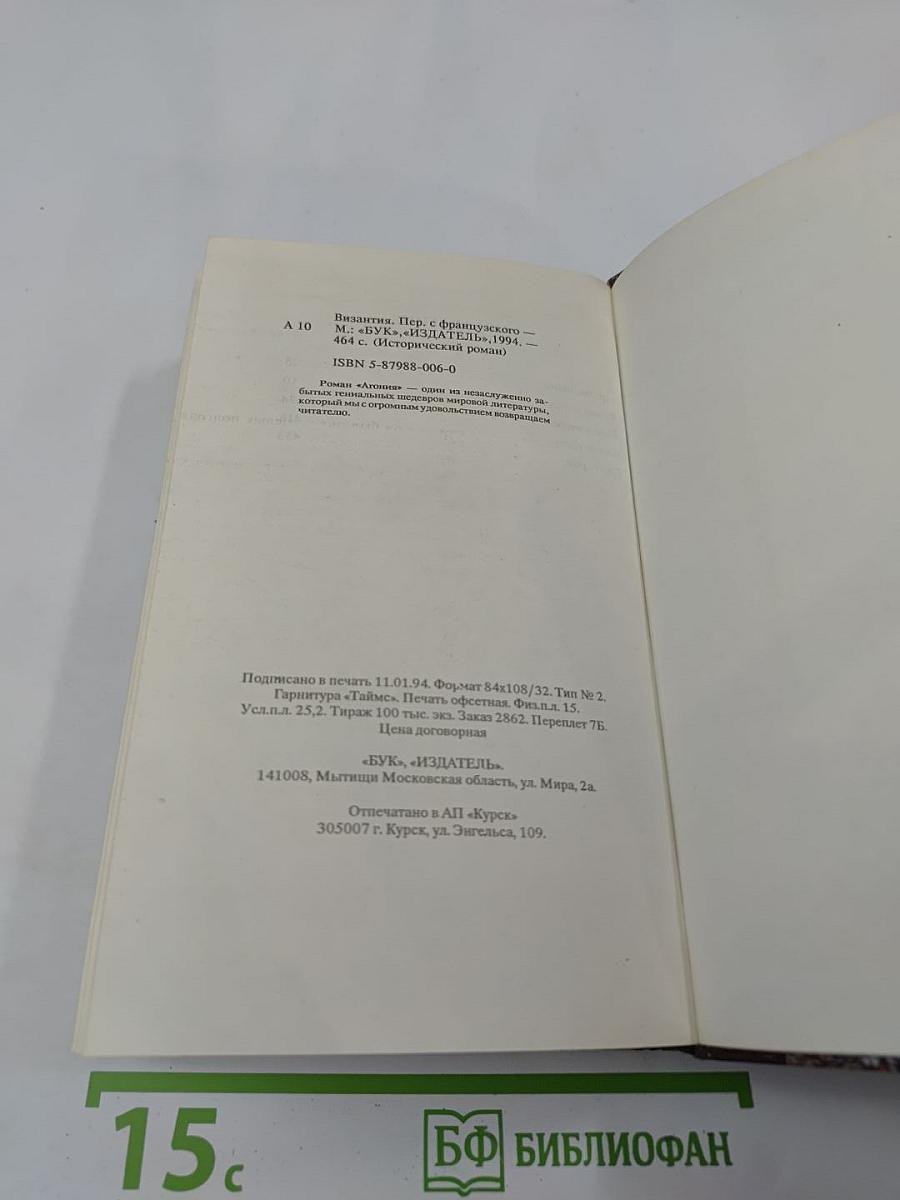 Византия. Пер. с французского —
А 10 М.: «БУК»,«ИЗДАТЕЛЬ»,1994. —
464 с. (Исторический роман)
ISBN 5-87988-006-0
Роман «Агония» — один из незаслуженно за-
бытых гениальных шедевров мировой литературы,
который мы с огромным удовольствием возвращаем
читателю.
Подписано в печать 11.01.94. Формат 84х108/32. Тип № 2.
Гарнитура «Таймс». Печать офсетная. Физ.п.л. 15.
Усл.п.л. 25,2. Тираж 100 тыс. экз. Заказ 2862. Переплет 7Б.
Цена договорная
«БУК», «ИЗДАТЕЛЬ».
141008, Мытищи Московская область, ул. Мира, 2а.
Отпечатано в АП «Курск»
305007 г. Курск, ул. Энгельса, 109.
15 с
БФ БИБЛИОФАН